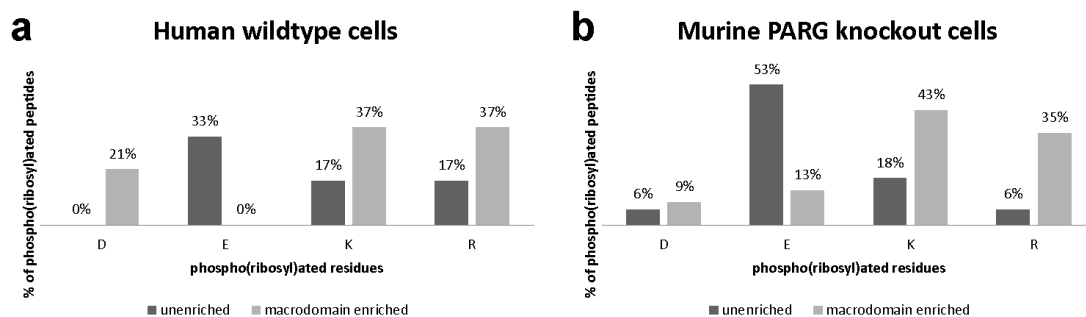 a
Human wildtype cells
% of phospho(ribosyl)ated peptides
0%
21%
33%
0%
17%
37%
17%
37%
D E K R
phospho(ribosyl)ated residues
unenriched macrodomain enriched
b
Murine PARG knockout cells
% of phospho(ribosyl)ated peptides
6%
9%
53%
13%
18%
43%
6%
35%
D E K R
phospho(ribosyl)ated residues
unenriched macrodomain enriched